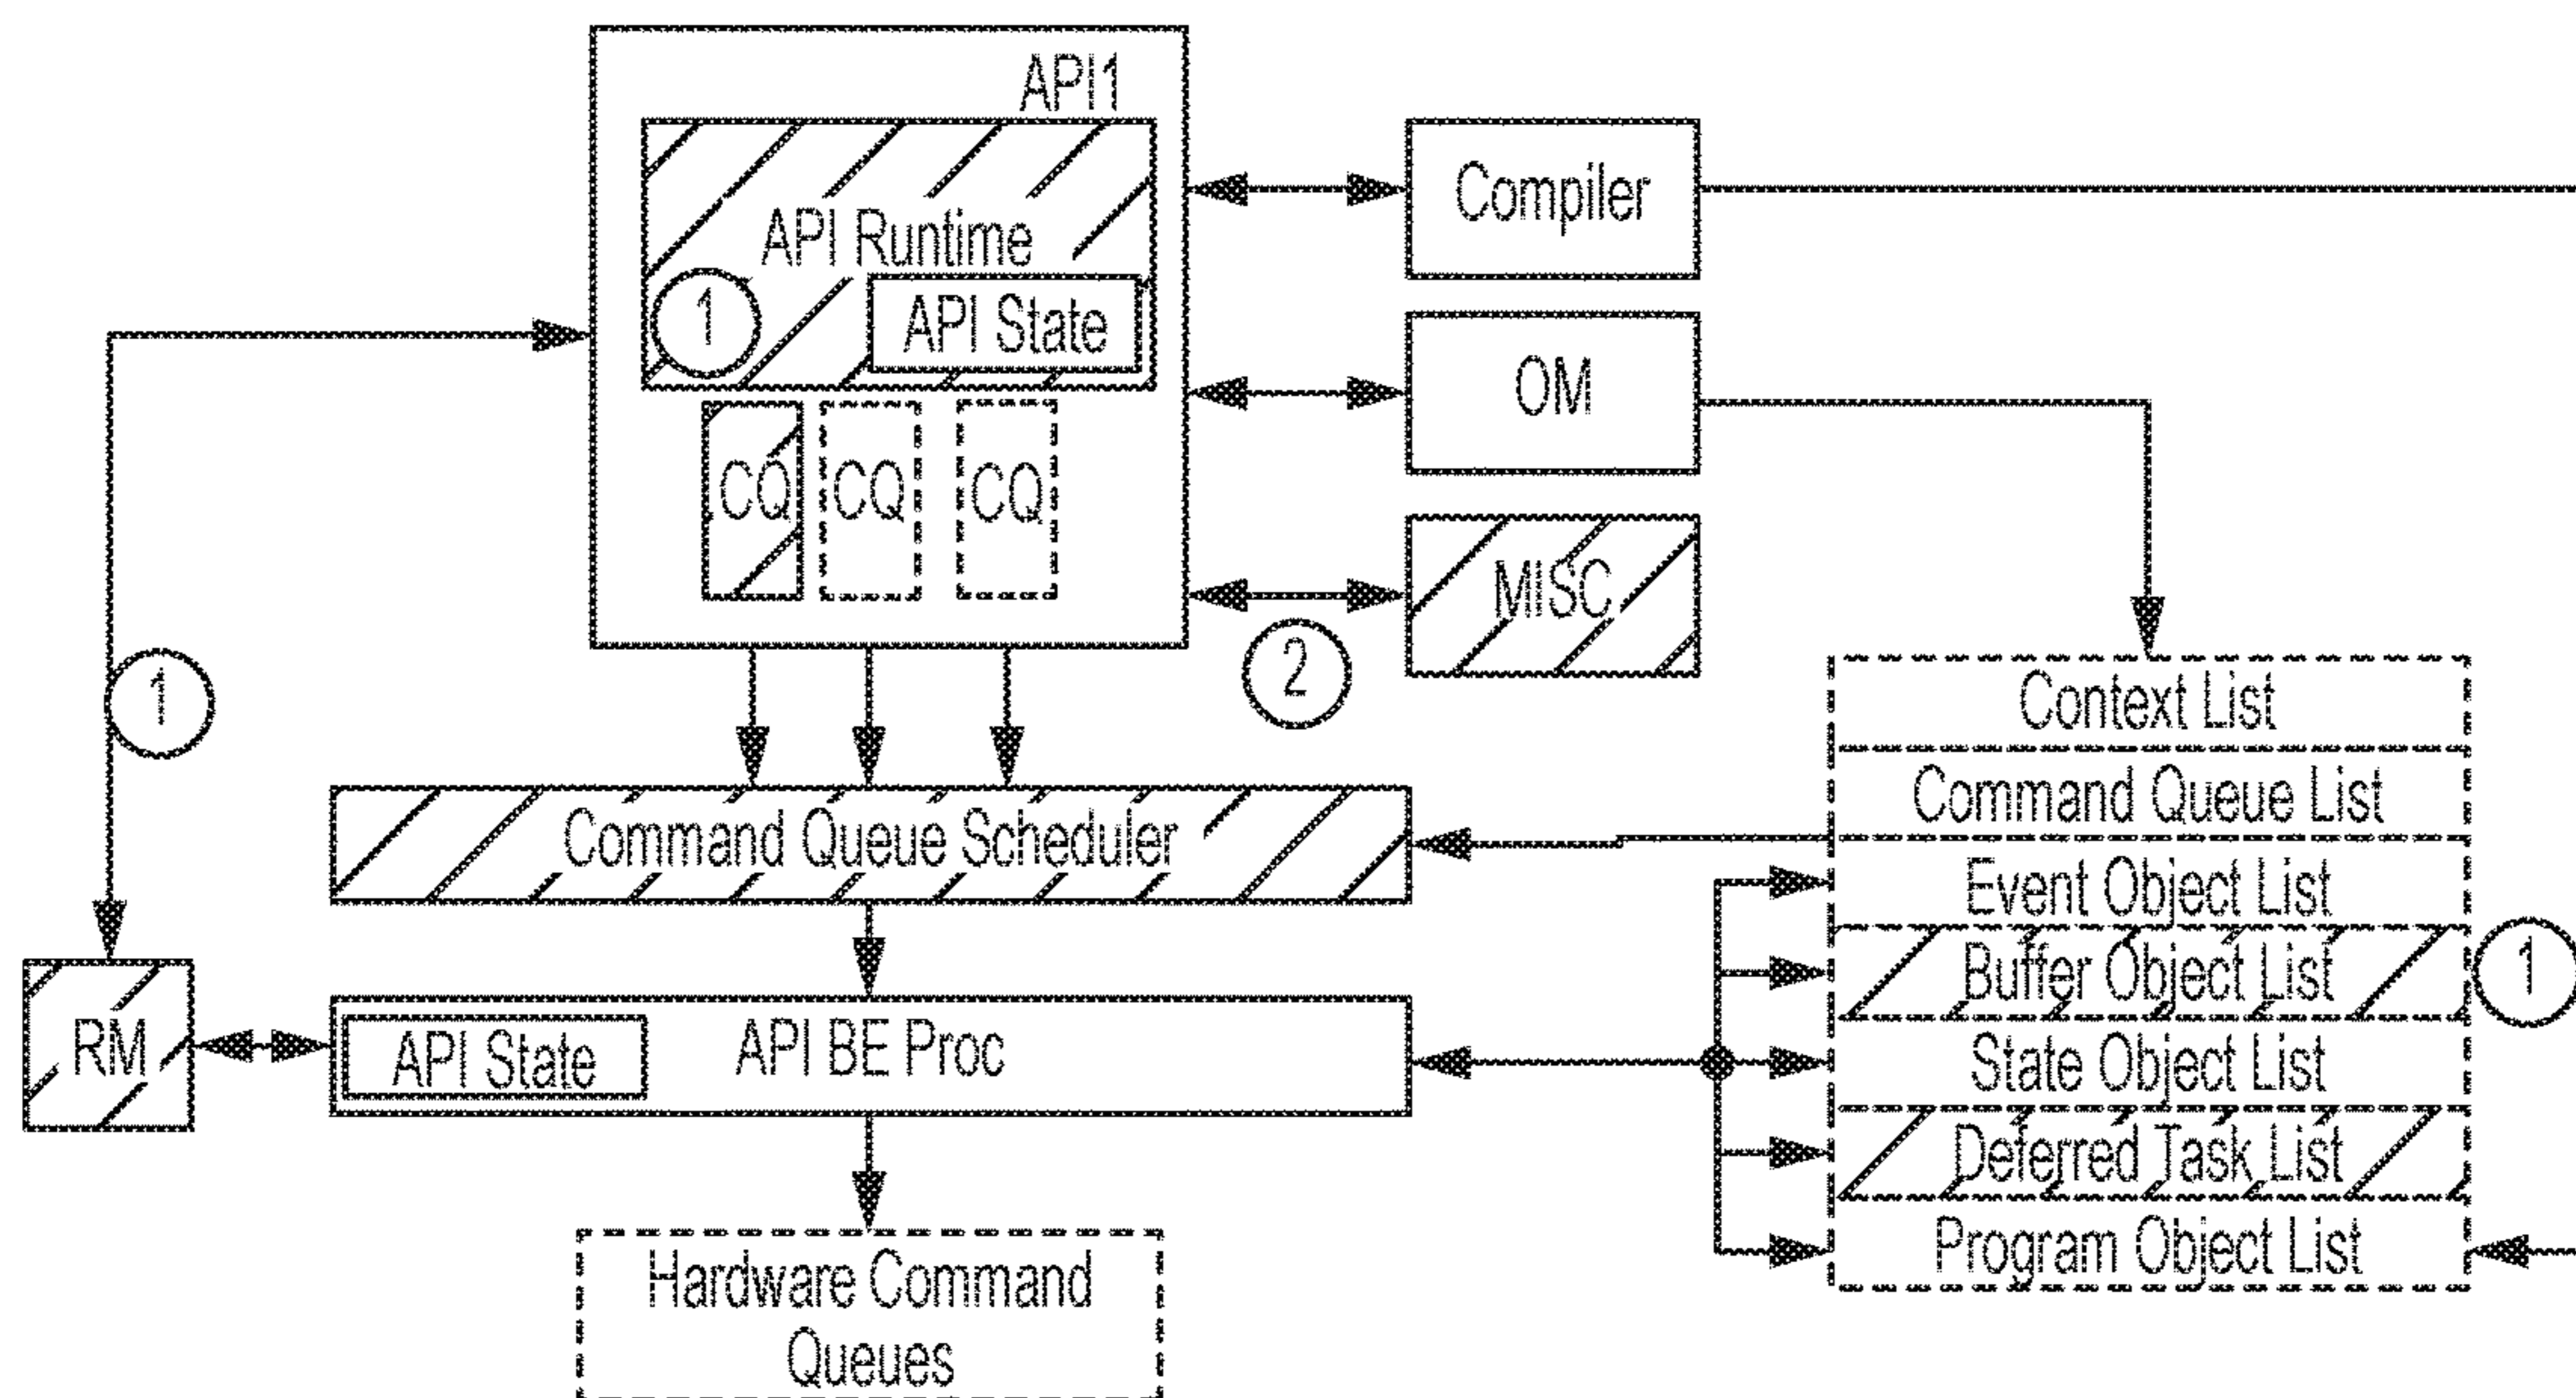 API1
API Runtime
1
API State
CQ
CQ
CQ
Compiler
OM
MISC
2
1
Command Queue Scheduler
RM
API State
API BE Proc
Hardware Command
Queues
Context List
Command Queue List
Event Object List
Buffer Object List
1
State Object List
Deferred Task List
Program Object List